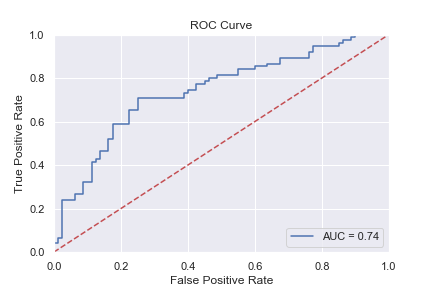 ROC Curve
1.0
0.8
0.6
0.4
0.2
0.0
True Positive Rate
AUC = 0.74
0.0 0.2 0.4 0.6 0.8 1.0
False Positive Rate